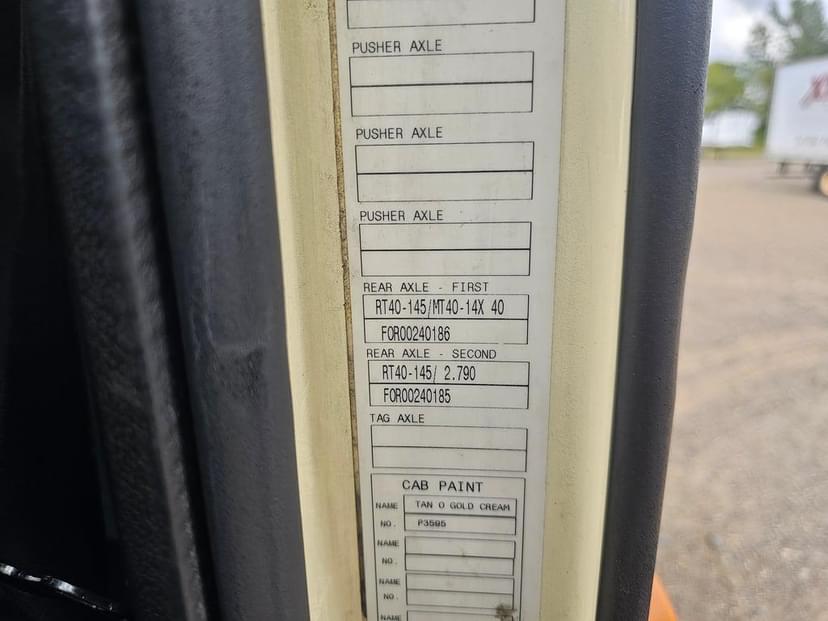 PUSHER AXLE
PUSHER AXLE
PUSHER AXLE
REAR AXLE - FIRST
RT40-145/MT40-14X 40
FOR00240186
REAR AXLE - SECOND
RT40-145/ 2.790
FOR00240185
TAG AXLE
CAB PAINT
NAME TAN O GOLD CREAM
NO. P3595
NAME
NO.
NAME
NO.
NAME